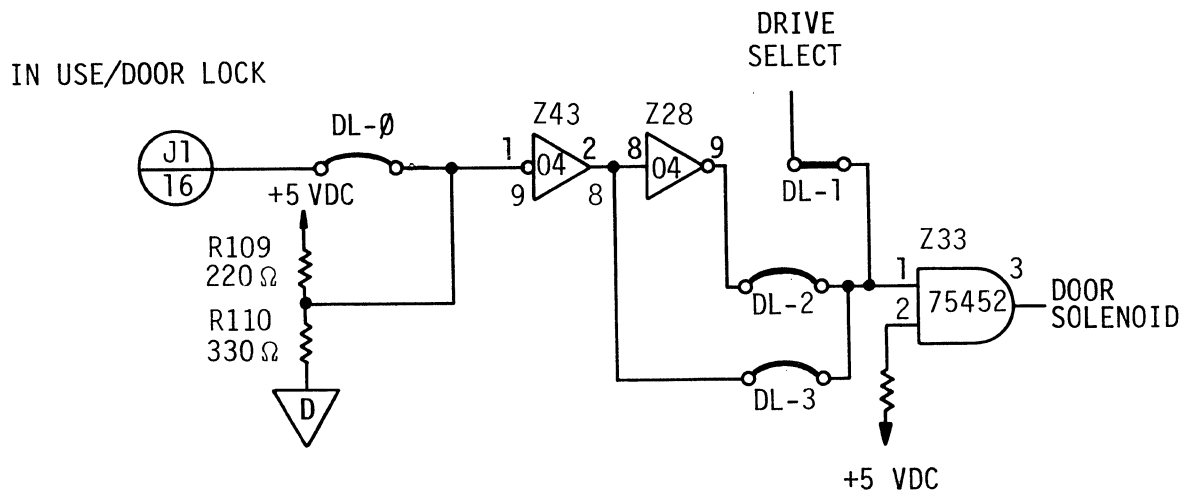 DRIVE
SELECT
IN USE/DOOR LOCK
J1
16
DL-Ø
+5 VDC
R109
220 Ω
R110
330 Ω
D
Z43
1
04
2
9
8
Z28
8
04
9
DL-1
DL-2
DL-3
Z33
1
2
75452
3
DOOR
SOLENOID
+5 VDC